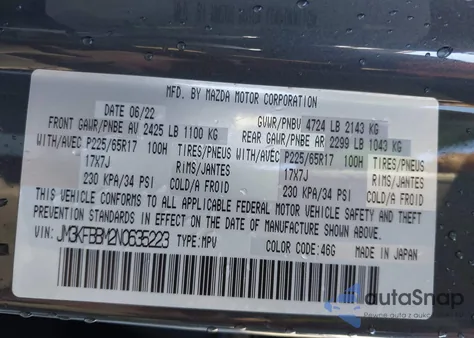 MFD. BY MAZDA MOTOR CORPORATION
DATE 06/22 GVWR/PNBV 4724 LB 2143 KG
FRONT GAWR/PNBE AV 2425 LB 1100 KG REAR GAWR/PNBE AR 2299 LB 1043 KG
WITH/AVEC P225/65R17 100H TIRES/PNEUS WITH/AVEC P225/65R17 100H TIRES/PNEUS
17X7J RIMS/JANTES 17X7J RIMS/JANTES
230 KPA/34 PSI COLD/A FROID 230 KPA/34 PSI COLD/A FROID
THIS VEHICLE CONFORMS TO ALL APPLICABLE FEDERAL MOTOR VEHICLE SAFETY AND THEFT
PREVENTION STANDARDS IN EFFECT ON THE DATE OF MANUFACTURE SHOWN ABOVE.
VIN: JM3KFBBM2N0635223 TYPE: MPV COLOR CODE: 46G MADE IN JAPAN
autoSnap